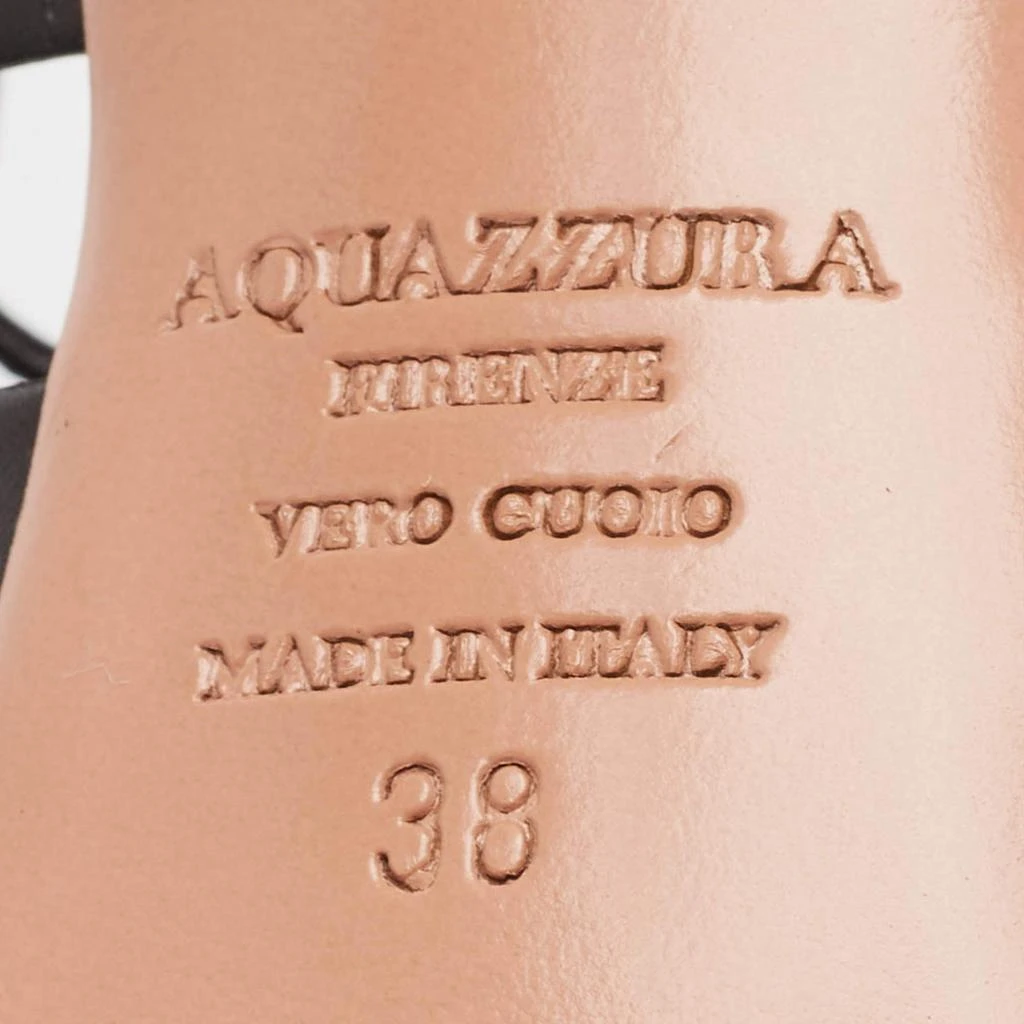 AQUAZZURA
FIRENZE
VERO CUOIO
MADE IN ITALY
38